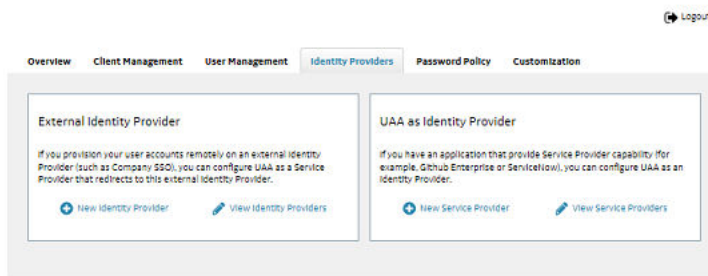 Logout
Overview Client Management User Management Identity Providers Password Policy Customization
External Identity Provider
If you provision your user accounts remotely on an external Identity
Provider (such as Company SSO), you can configure UAA as a Service
Provider that redirects to this external Identity Provider.
New Identity Provider View Identity Providers
UAA as Identity Provider
If you have an application that provide Service Provider capability (for
example, Github Enterprise or ServiceNow), you can configure UAA as an
Identity Provider.
New Service Provider View Service Providers